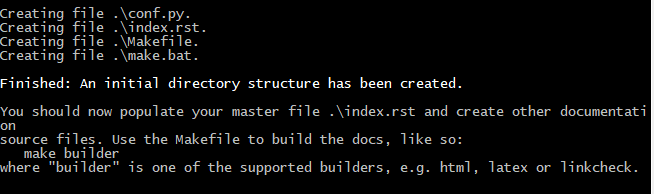 Creating file .\conf.py.
Creating file .\index.rst.
Creating file .\Makefile.
Creating file .\make.bat.
Finished: An initial directory structure has been created.
You should now populate your master file .\index.rst and create other documentati
on
source files. Use the Makefile to build the docs, like so:
   make builder
where "builder" is one of the supported builders, e.g. html, latex or linkcheck.